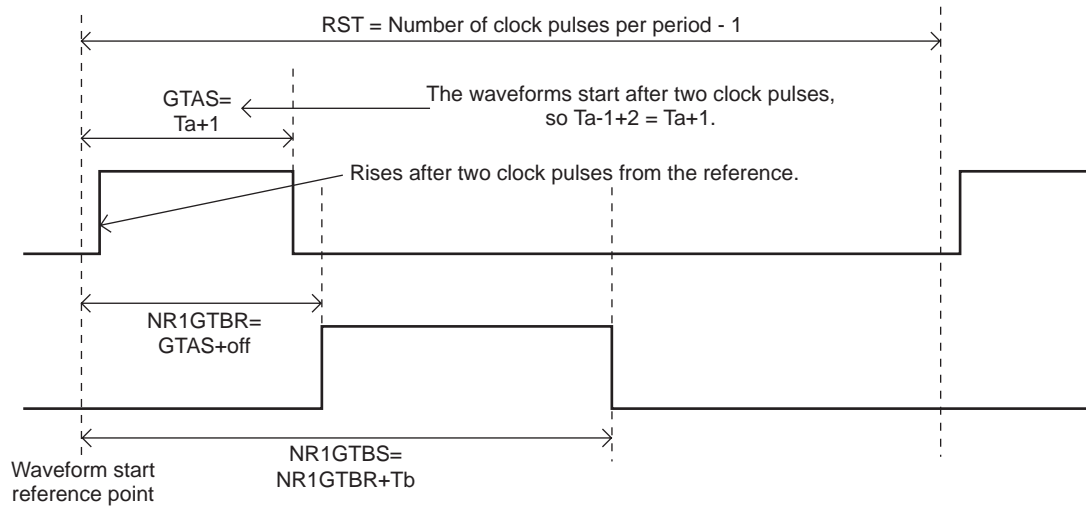 RST = Number of clock pulses per period - 1
GTAS=
Ta+1
The waveforms start after two clock pulses,
so Ta-1+2 = Ta+1.
Rises after two clock pulses from the reference.
NR1GTBR=
GTAS+off
NR1GTBS=
NR1GTBR+Tb
Waveform start
reference point